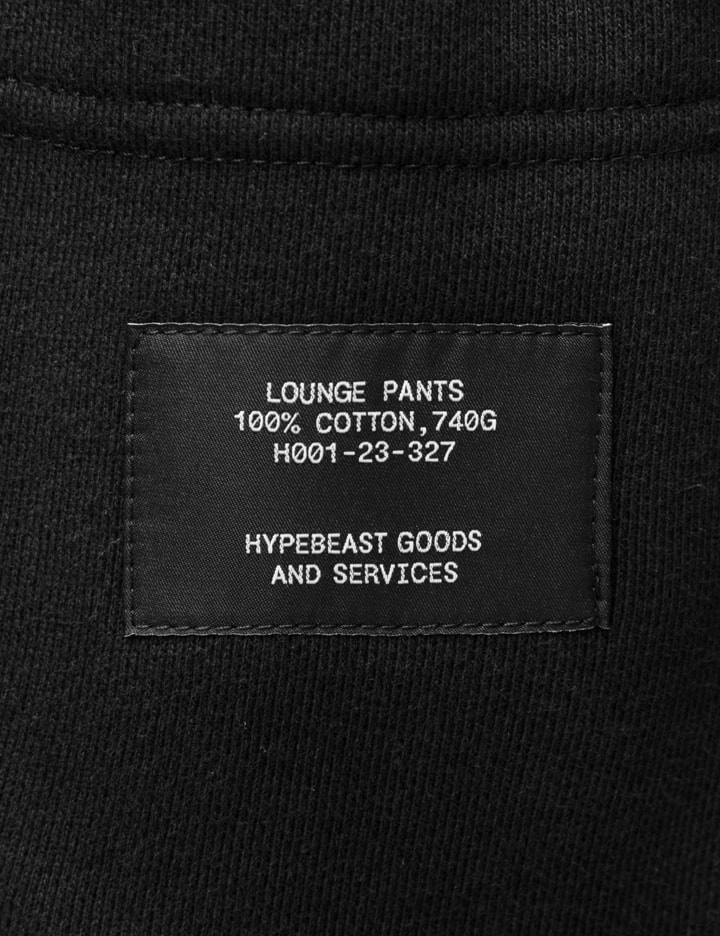 LOUNGE PANTS
100% COTTON,740G
H001-23-327
HYPEBEAST GOODS
AND SERVICES